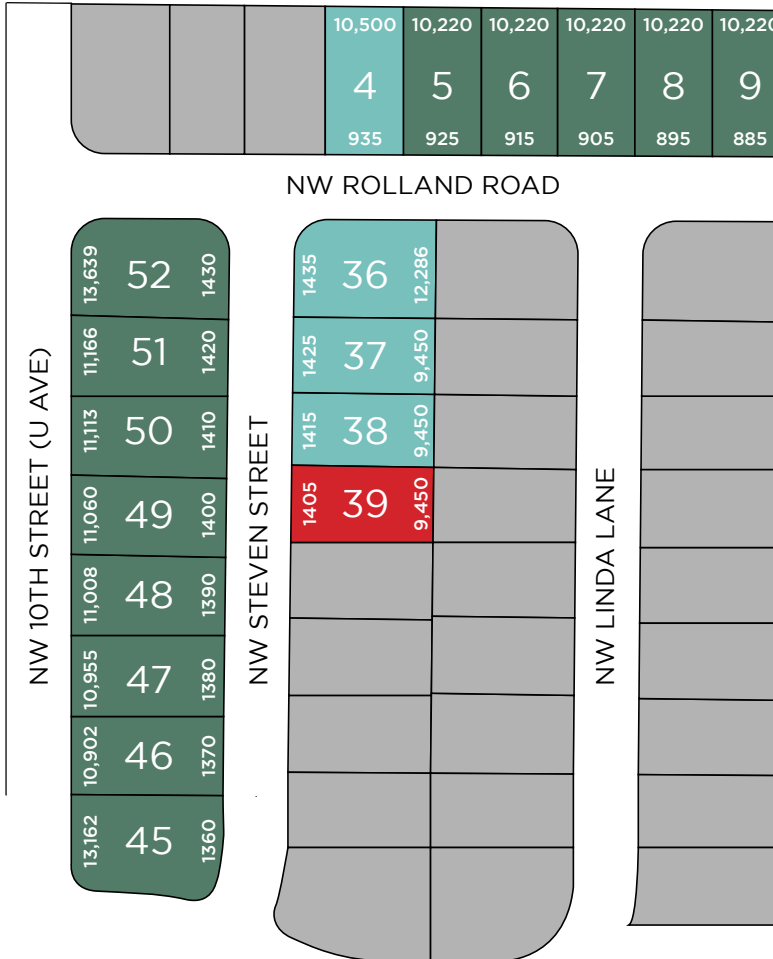 10,500 10,220 10,220 10,220 10,220 10,220
4 5 6 7 8 9
935 925 915 905 895 885
NW ROLLAND ROAD
13,639 52 1430
11,166 51 1420
11,113 50 1410
11,060 49 1400
11,008 48 1390
10,955 47 1380
10,902 46 1370
13,162 45 1360
1435 36 12,286
1425 37 9,450
1415 38 9,450
1405 39 9,450
NW 10TH STREET (U AVE)
NW STEVEN STREET
NW LINDA LANE